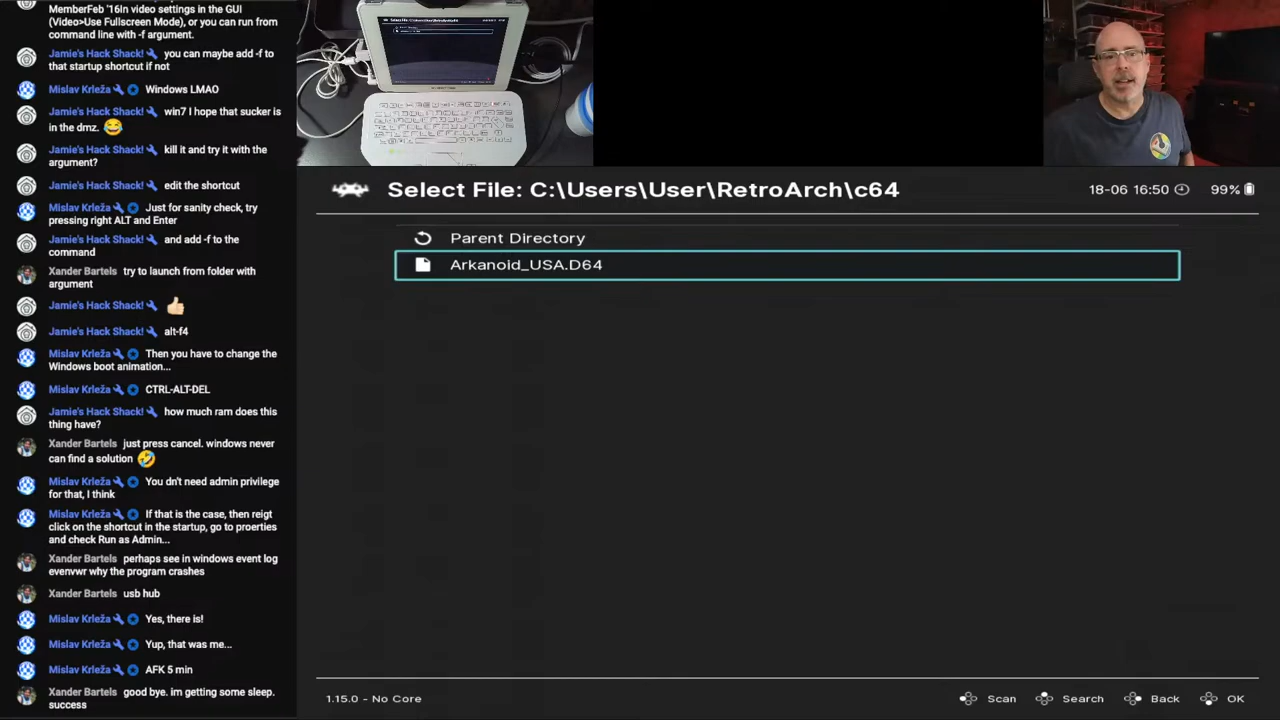 MemberFeb '16In video settings in the GUI
(Video>Use Fullscreen Mode), or you can run from
command line with -f argument.
Jamie's Hack Shack! you can maybe add -f to
that startup shortcut if not
Mislav Krleža Windows LMAO
Jamie's Hack Shack! win7 I hope that sucker is
in the dmz. 😂
Jamie's Hack Shack! kill it and try it with the
argument?
Jamie's Hack Shack! edit the shortcut
Mislav Krleža Just for sanity check, try
pressing right ALT and Enter
Jamie's Hack Shack! and add -f to the
command
Xander Bartels try to launch from folder with
argument
Jamie's Hack Shack! 👍🏻
Jamie's Hack Shack! alt-f4
Mislav Krleža Then you have to change the
Windows boot animation...
Mislav Krleža CTRL-ALT-DEL
Jamie's Hack Shack! how much ram does this
thing have?
Xander Bartels just press cancel. windows never
can find a solution 🤣
Mislav Krleža You dn't need admin privilege
for that, I think
Mislav Krleža If that is the case, then reigt
click on the shortcut in the startup, go to proerties
and check Run as Admin...
Xander Bartels perhaps see in windows event log
evenvwr why the program crashes
Xander Bartels usb hub
Mislav Krleža Yes, there is!
Mislav Krleža Yup, that was me...
Mislav Krleža AFK 5 min
Xander Bartels good bye. im getting some sleep.
success
Select File: C:\Users\User\RetroArch\c64
18-06 16:50 99%
Parent Directory
Arkanoid_USA.D64
1.15.0 - No Core
Scan Search Back OK